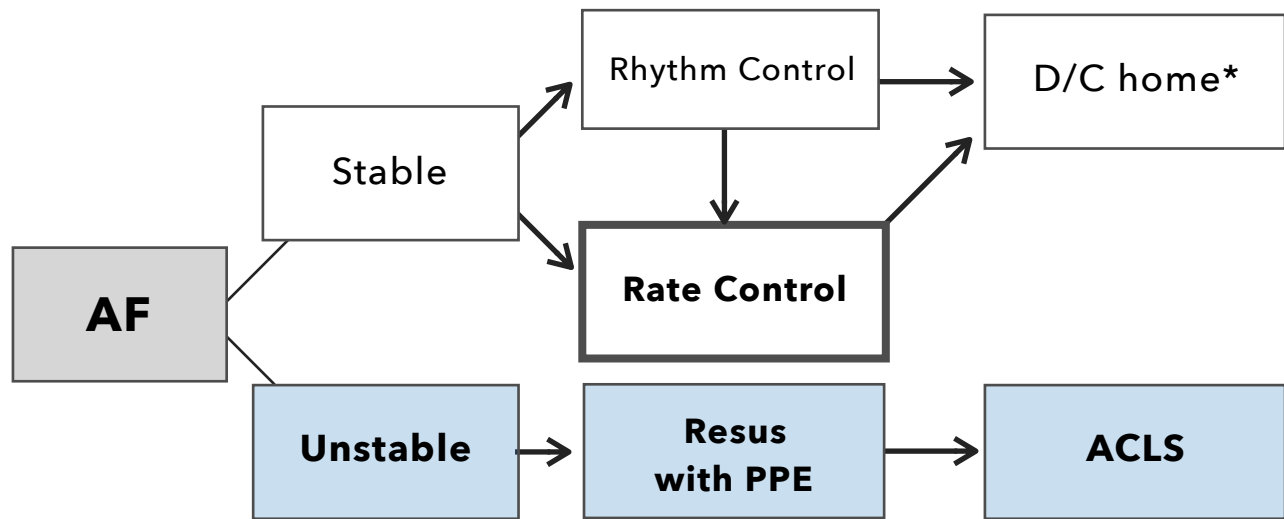 Rhythm Control
D/C home*
Stable
Rate Control
AF
Unstable
Resus
with PPE
ACLS